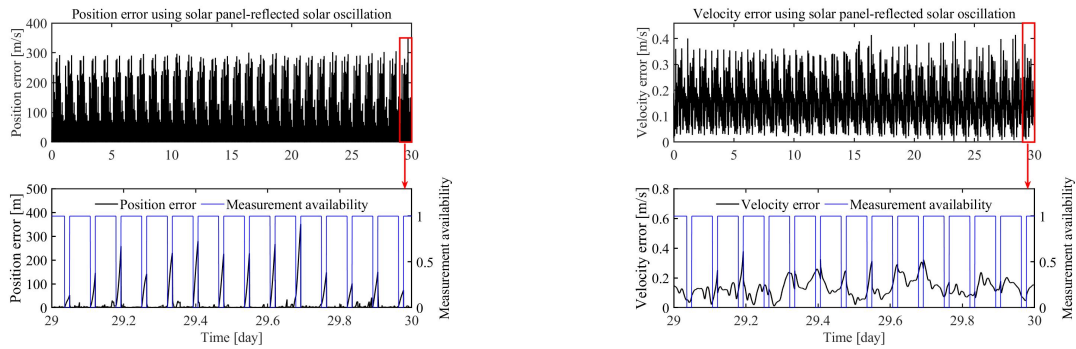 Position error using solar panel-reflected solar oscillation
Position error [m/s]
400
300
200
100
0
0 5 10 15 20 25 30
Position error [m]
500
400
300
200
100
0
Position error Measurement availability
1
0.5
0
Measurement availability
29 29.2 29.4 29.6 29.8 30
Time [day]
Velocity error using solar panel-reflected solar oscillation
Velocity error [m/s]
0.4
0.3
0.2
0.1
0
0 5 10 15 20 25 30
Velocity error [m/s]
0.8
0.6
0.4
0.2
0
Velocity error Measurement availability
1
0.5
0
Measurement availability
29 29.2 29.4 29.6 29.8 30
Time [day]